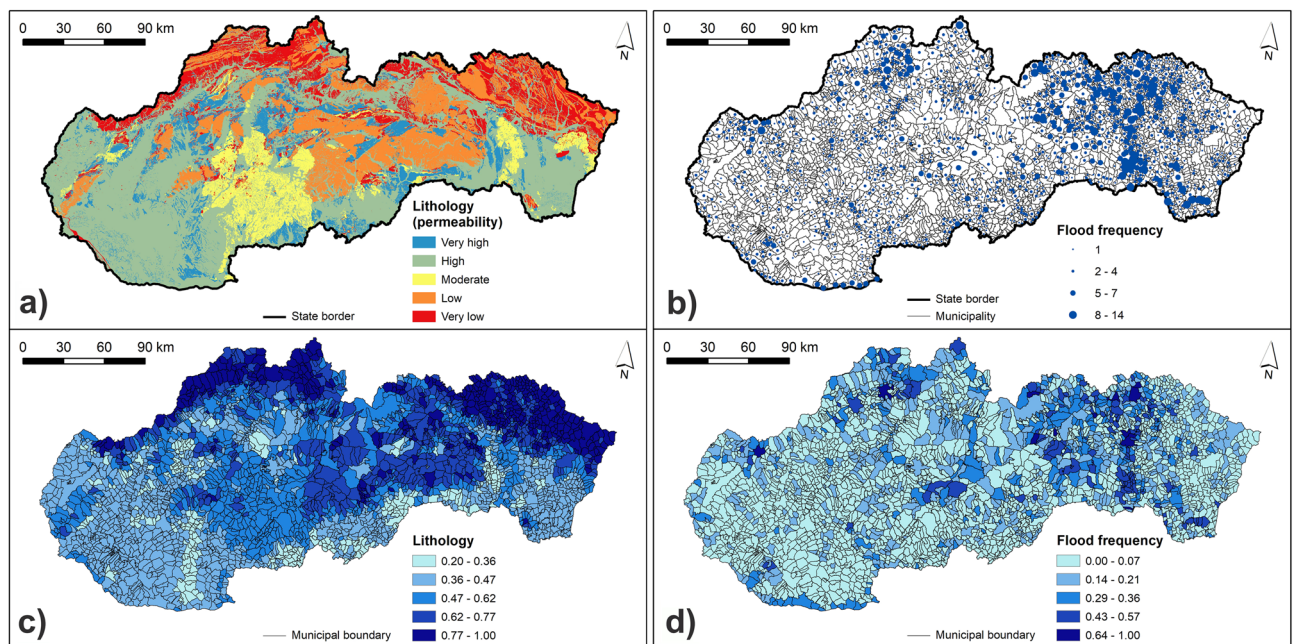 0 30 60 90 km
N
Lithology
(permeability)
Very high
High
Moderate
Low
Very low
State border
a)
0 30 60 90 km
N
Flood frequency
1
2 - 4
5 - 7
8 - 14
State border
Municipality
b)
0 30 60 90 km
N
Lithology
0.20 - 0.36
0.36 - 0.47
0.47 - 0.62
0.62 - 0.77
0.77 - 1.00
Municipal boundary
c)
0 30 60 90 km
N
Flood frequency
0.00 - 0.07
0.14 - 0.21
0.29 - 0.36
0.43 - 0.57
0.64 - 1.00
Municipal boundary
d)